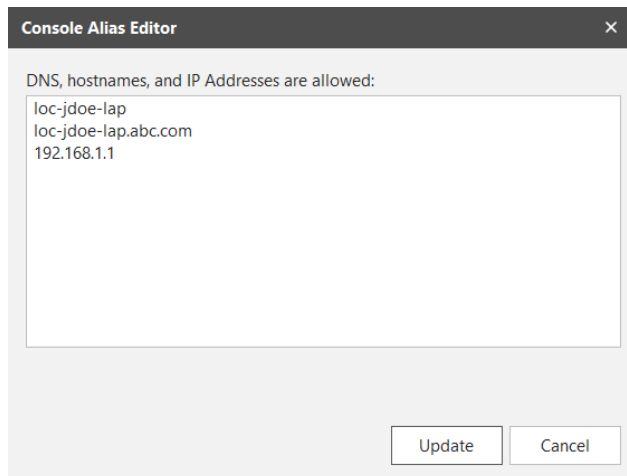 Console Alias Editor
DNS, hostnames, and IP Addresses are allowed:
loc-jdoe-lap
loc-jdoe-lap.abc.com
192.168.1.1
Update Cancel